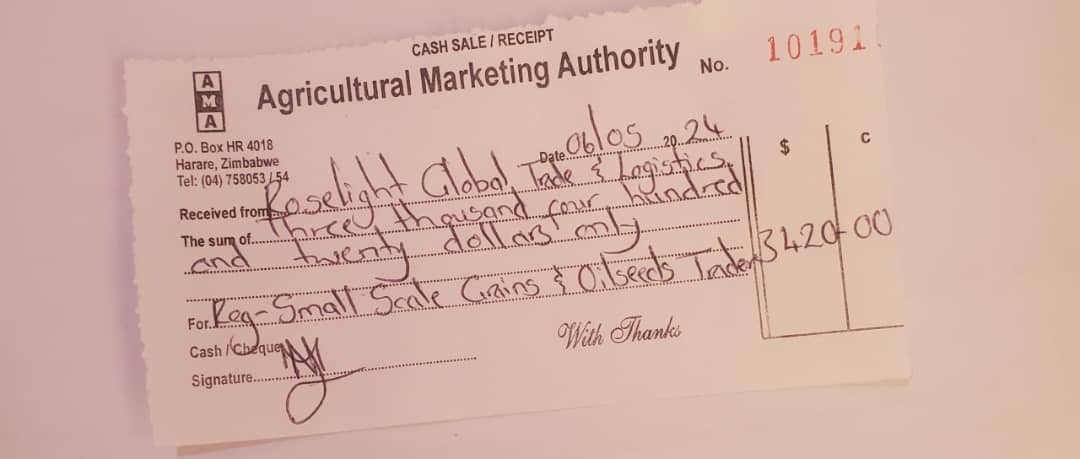 CASH SALE / RECEIPT
AMA
Agricultural Marketing Authority
No. 10191
P.O. Box HR 4018
Harare, Zimbabwe
Tel: (04) 758053 / 54
Date 06/05 20 24
$ c
Received from Roselight Global Trade & Logistics
The sum of Three thousand four hundred
and twenty dollars only
For Reg-Small Scale Grains & Oilseeds Trader 3420-00
Cash / Cheque
With Thanks
Signature